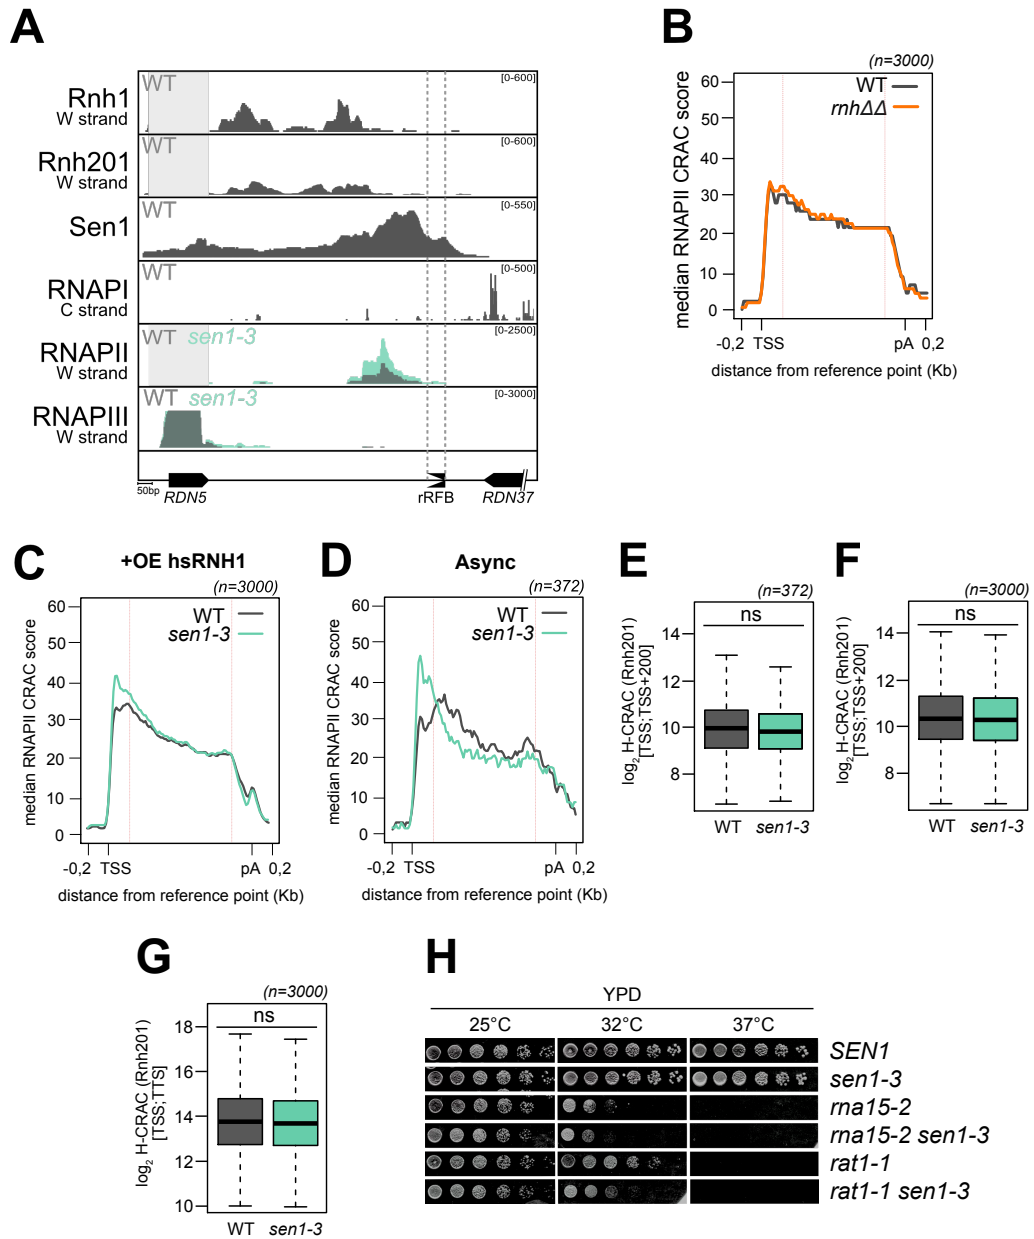 A
Rnh1
W strand
WT
[0-600]
Rnh201
W strand
WT
[0-600]
Sen1
WT
[0-550]
RNAPI
C strand
WT
[0-500]
RNAPII
W strand
WT sen1-3
[0-2500]
RNAPIII
W strand
WT sen1-3
[0-3000]
50bp
RDN5
rRFB
RDN37
B
(n=3000)
WT
rnhΔΔ
median RNAPII CRAC score
60
50
40
30
20
10
0
-0,2 TSS pA 0,2
distance from reference point (Kb)
C
+OE hsRNH1
(n=3000)
WT
sen1-3
median RNAPII CRAC score
60
50
40
30
20
10
0
-0,2 TSS pA 0,2
distance from reference point (Kb)
D
Async
(n=372)
WT
sen1-3
median RNAPII CRAC score
60
50
40
30
20
10
0
-0,2 TSS pA 0,2
distance from reference point (Kb)
E
(n=372)
ns
log2 H-CRAC (Rnh201)
[TSS;TSS+200]
14
12
10
8
WT sen1-3
F
(n=3000)
ns
log2 H-CRAC (Rnh201)
[TSS;TSS+200]
14
12
10
8
WT sen1-3
G
(n=3000)
ns
log2 H-CRAC (Rnh201)
[TSS;TTS]
18
16
14
12
10
WT sen1-3
H
YPD
25°C 32°C 37°C
SEN1
sen1-3
rna15-2
rna15-2 sen1-3
rat1-1
rat1-1 sen1-3